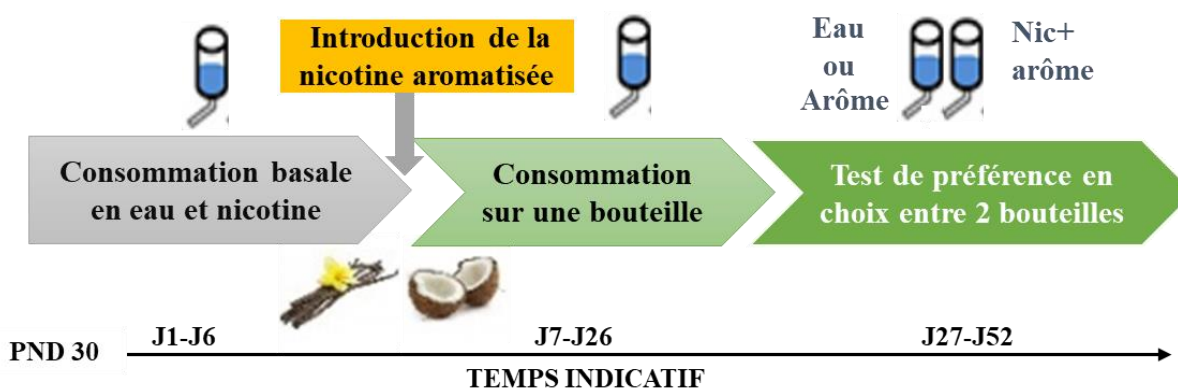 Introduction de la
nicotine aromatisée
Eau
ou
Arôme
Nic+
arôme
Consommation basale
en eau et nicotine
Consommation
sur une bouteille
Test de préférence en
choix entre 2 bouteilles
PND 30
J1-J6
J7-J26
J27-J52
TEMPS INDICATIF